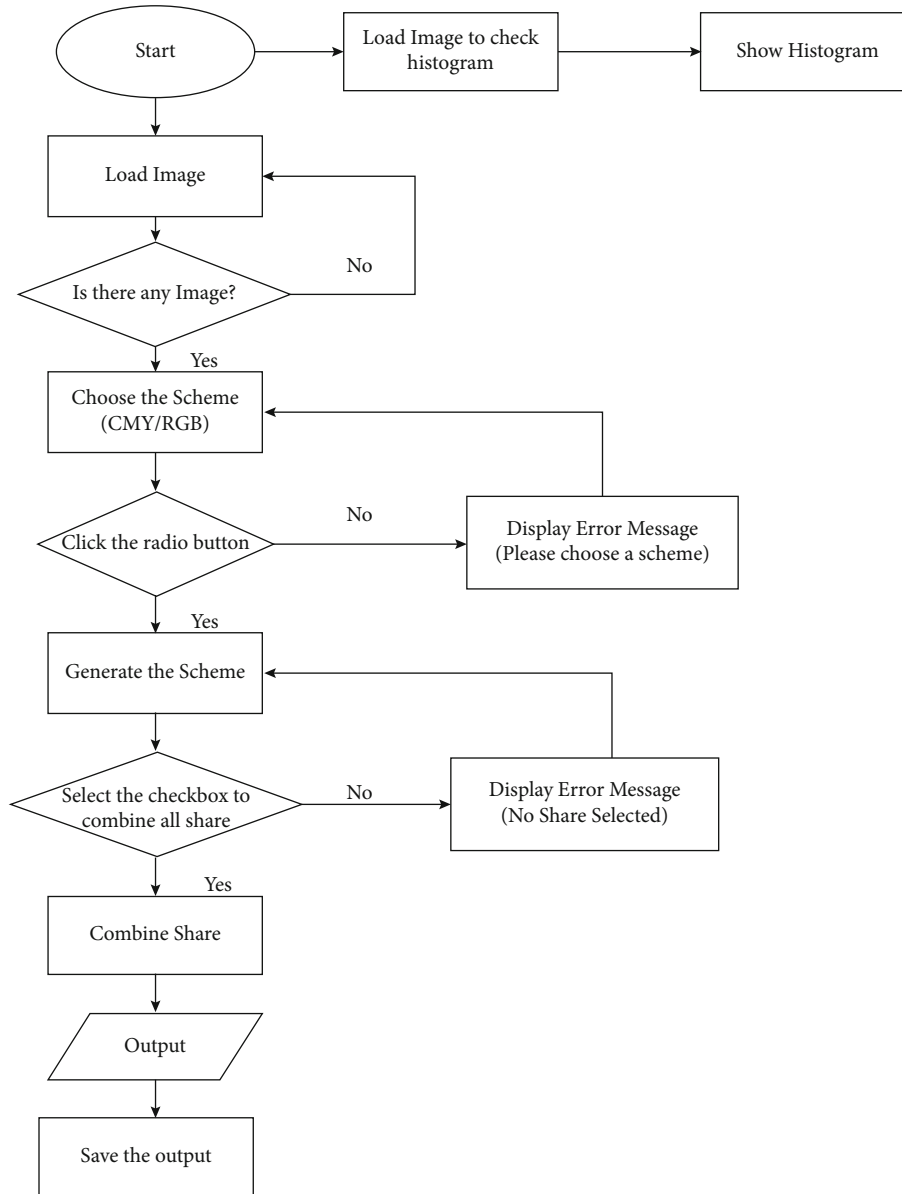 Start
Load Image to check
histogram
Show Histogram
Load Image
No
Is there any Image?
Yes
Choose the Scheme
(CMY/RGB)
No
Click the radio button
Display Error Message
(Please choose a scheme)
Yes
Generate the Scheme
Select the checkbox to
combine all share
No
Display Error Message
(No Share Selected)
Yes
Combine Share
Output
Save the output